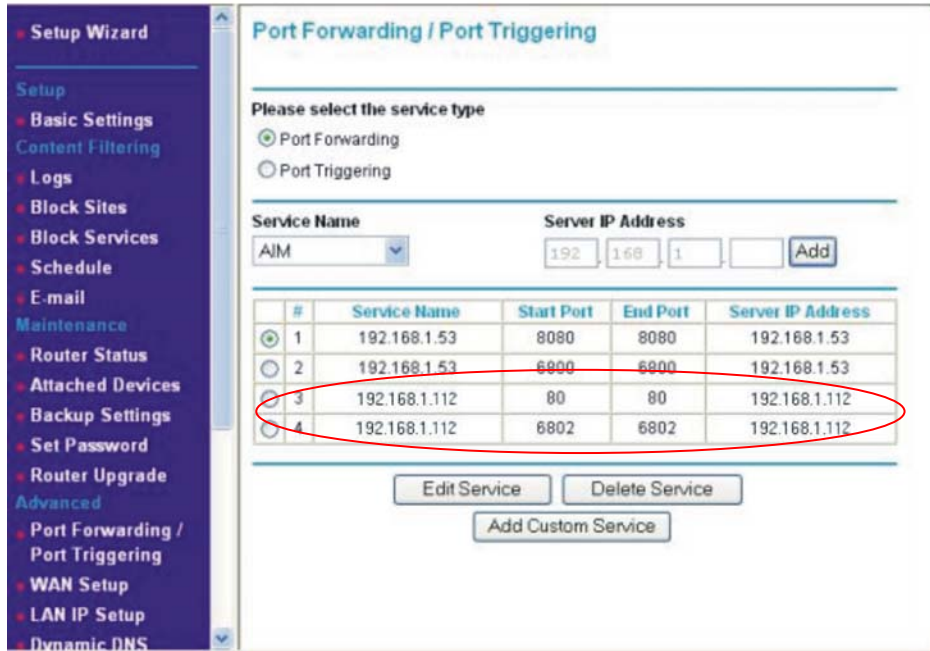 Setup Wizard
Setup
Basic Settings
Content Filtering
Logs
Block Sites
Block Services
Schedule
E-mail
Maintenance
Router Status
Attached Devices
Backup Settings
Set Password
Router Upgrade
Advanced
Port Forwarding /
Port Triggering
WAN Setup
LAN IP Setup
Dynamic DNS
Port Forwarding / Port Triggering
Please select the service type
Port Forwarding
Port Triggering
Service Name Server IP Address
AIM 192 . 168 . 1 . Add
# Service Name Start Port End Port Server IP Address
1 192.168.1.53 8080 8080 192.168.1.53
2 192.168.1.53 6800 6800 192.168.1.53
3 192.168.1.112 80 80 192.168.1.112
4 192.168.1.112 6802 6802 192.168.1.112
Edit Service Delete Service
Add Custom Service